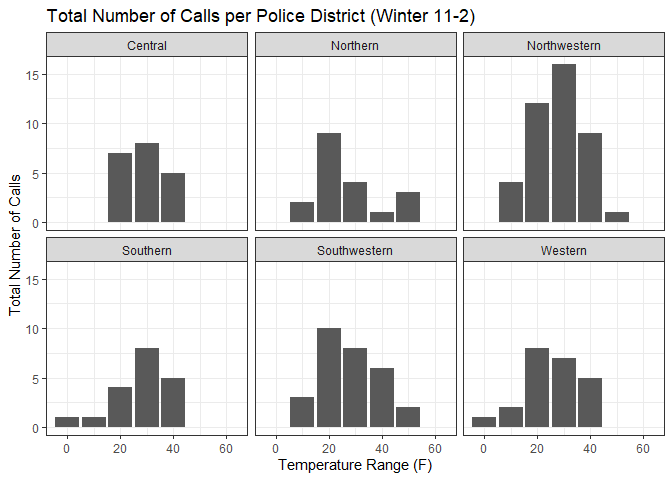 Total Number of Calls per Police District (Winter 11-2)
Central Northern Northwestern
15
10
5
0
Southern Southwestern Western
15
10
5
0
Total Number of Calls
0 20 40 60 0 20 40 60 0 20 40 60
Temperature Range (F)